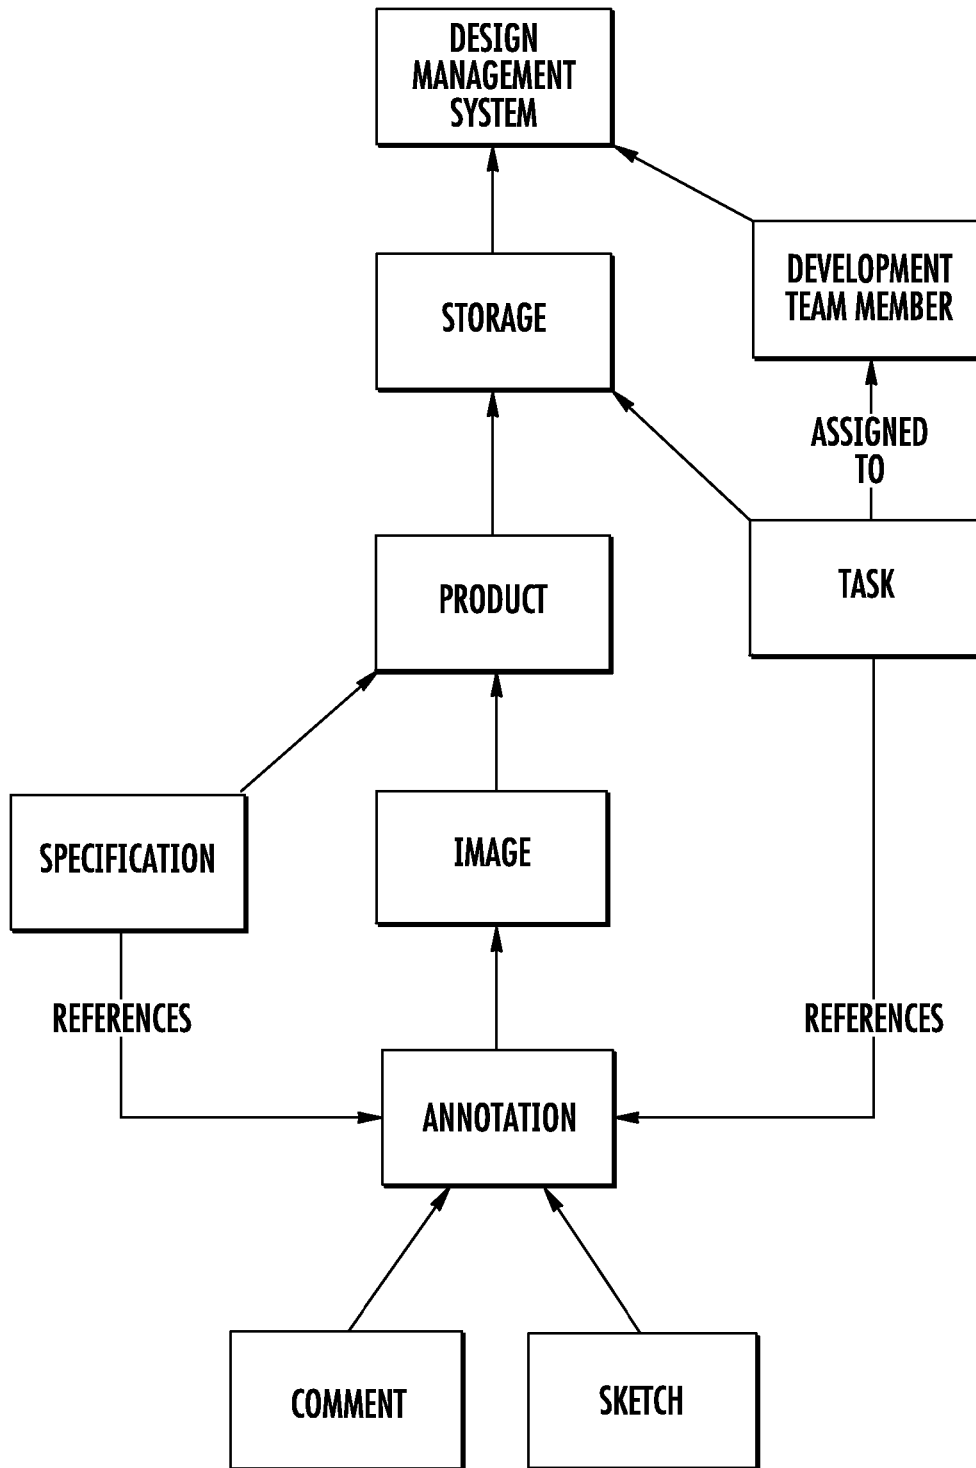 DESIGN
MANAGEMENT
SYSTEM
DEVELOPMENT
TEAM MEMBER
STORAGE
ASSIGNED
TO
PRODUCT
TASK
SPECIFICATION
IMAGE
REFERENCES
REFERENCES
ANNOTATION
COMMENT
SKETCH